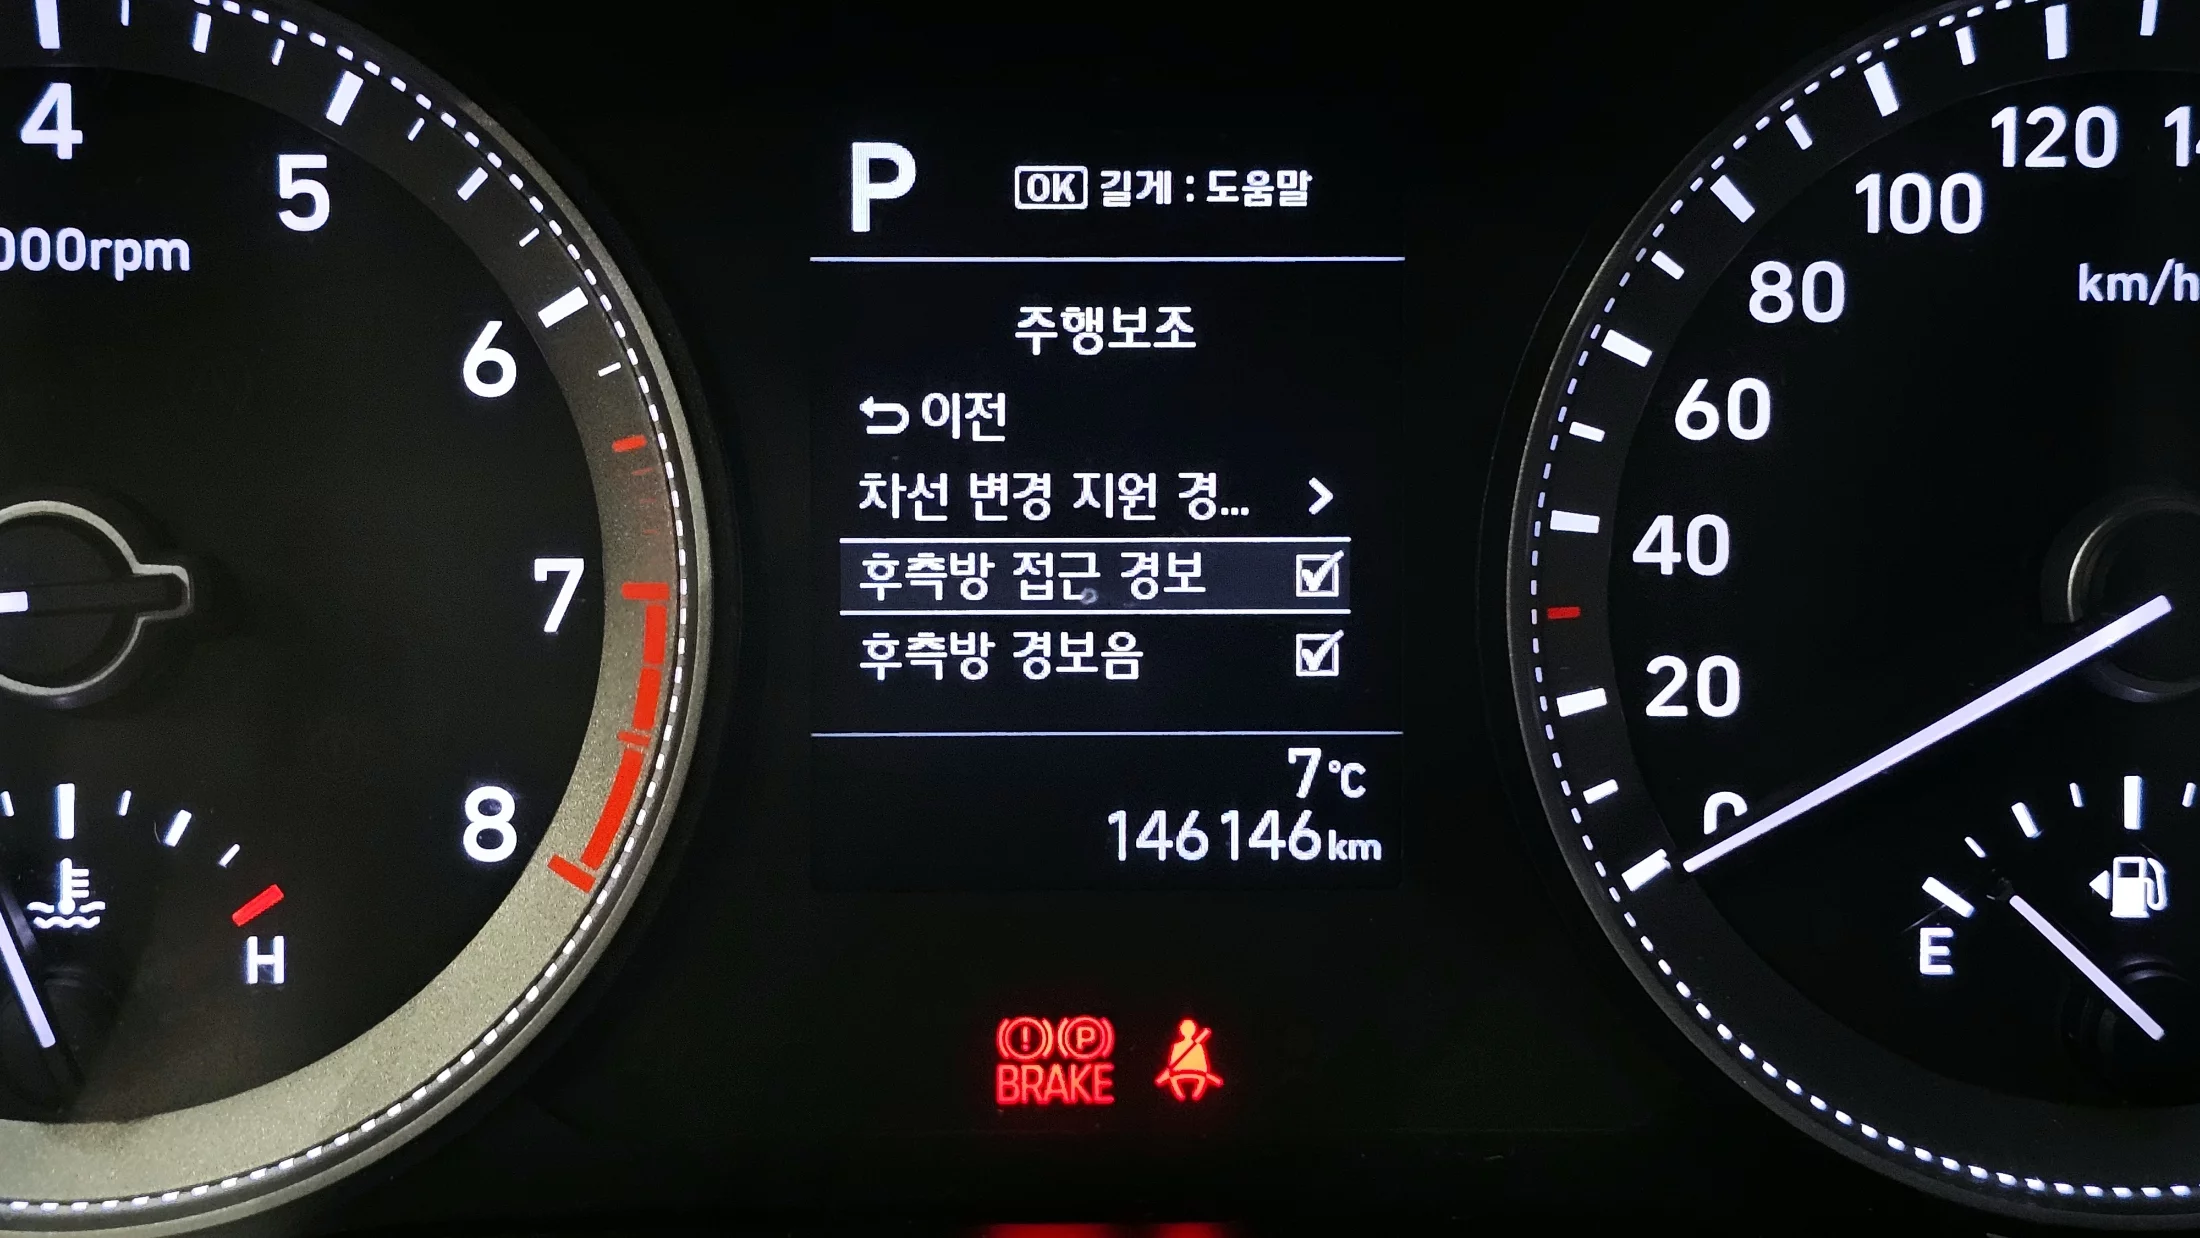 4
5
000rpm
6
7
8
H
P
OK 길게 : 도움말
주행보조
이전
차선 변경 지원 경...
후측방 접근 경보
후측방 경보음
7℃
146146km
BRAKE
P
120
100
80
km/h
60
40
20
0
E